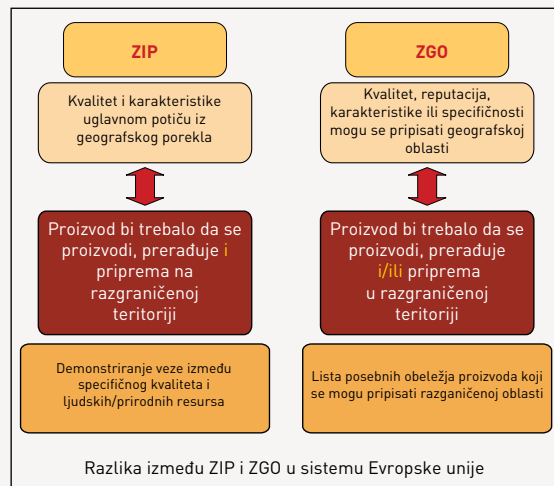 ZIP
Kvalitet i karakteristike
uglavnom potiču iz
geografskog porekla
Proizvod bi trebalo da se
proizvodi, prerađuje i
priprema na
razgraničenoj
teritoriji
Demonstriranje veze između
specifičnog kvaliteta i
ljudskih/prirodnih resursa
ZGO
Kvalitet, reputacija,
karakteristike ili specifičnosti
mogu se pripisati geografskoj
oblasti
Proizvod bi trebalo da se
proizvodi, prerađuje
i/ili priprema
u razgraničenoj
teritoriji
Lista posebnih obeležja proizvoda koji
se mogu pripisati razganičenoj oblasti
Razlika između ZIP i ZGO u sistemu Evropske unije